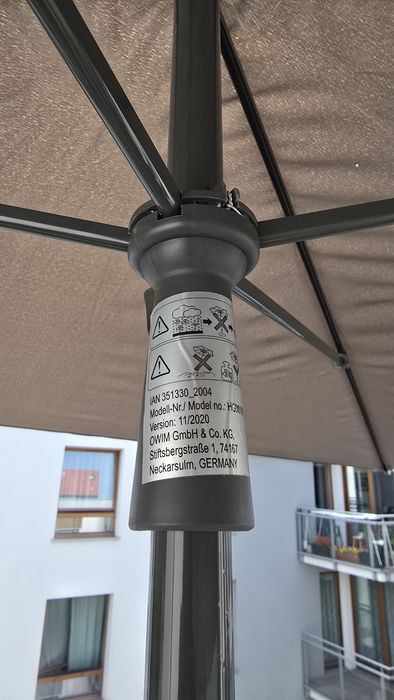 IAN 351330_2004
Modell-Nr./ Model no.:
Version: 11/2020
OWIM GmbH & Co. KG,
Stiftsbergstraße 1, 74167
Neckarsulm, GERMANY